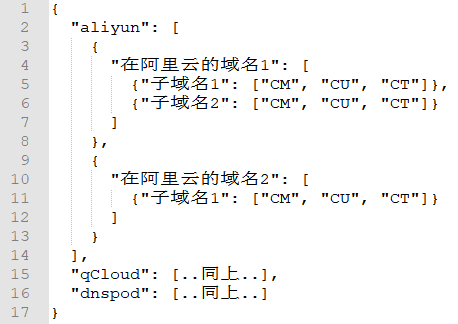 1 {
2   "aliyun": [
3     {
4       "在阿里云的域名1": [
5         {"子域名1": ["CM", "CU", "CT"]},
6         {"子域名2": ["CM", "CU", "CT"]}
7       ]
8     },
9     {
10       "在阿里云的域名2": [
11         {"子域名1": ["CM", "CU", "CT"]}
12       ]
13     }
14   ],
15   "qCloud": [..同上..],
16   "dnspod": [..同上..]
17 }